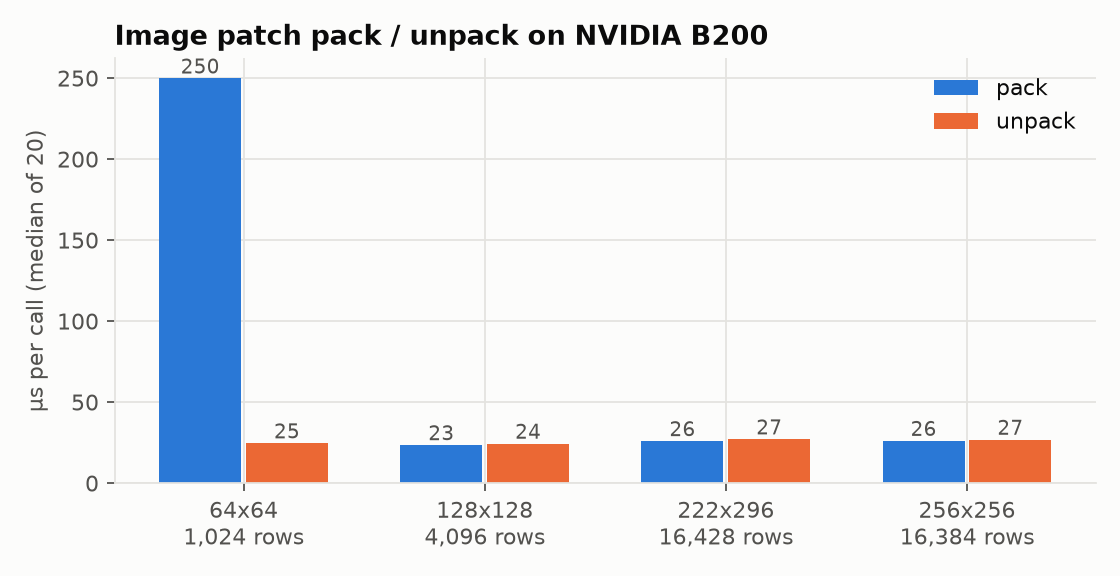 Image patch pack / unpack on NVIDIA B200
µs per call (median of 20)
250
200
150
100
50
0
pack
unpack
250
25
23
24
26
27
26
27
64x64
1,024 rows
128x128
4,096 rows
222x296
16,428 rows
256x256
16,384 rows